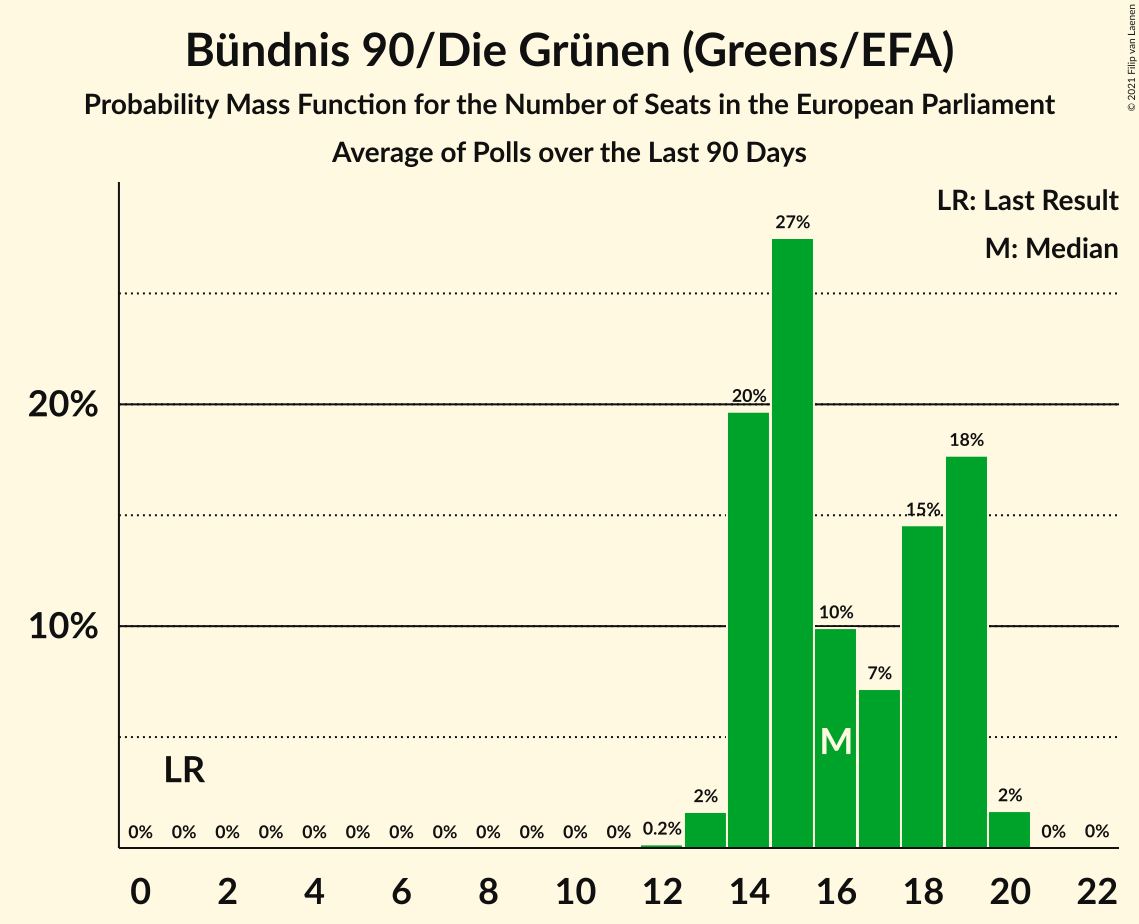 Bündnis 90/Die Grünen (Greens/EFA)
Probability Mass Function for the Number of Seats in the European Parliament
Average of Polls over the Last 90 Days
© 2021 Filip van Laenen
LR: Last Result
M: Median
27%
20%
20%
18%
15%
10%
10%
7%
M
LR
0% 0% 0% 0% 0% 0% 0% 0% 0% 0% 0% 0% 0.2% 2% 2% 0% 0%
0 2 4 6 8 10 12 14 16 18 20 22